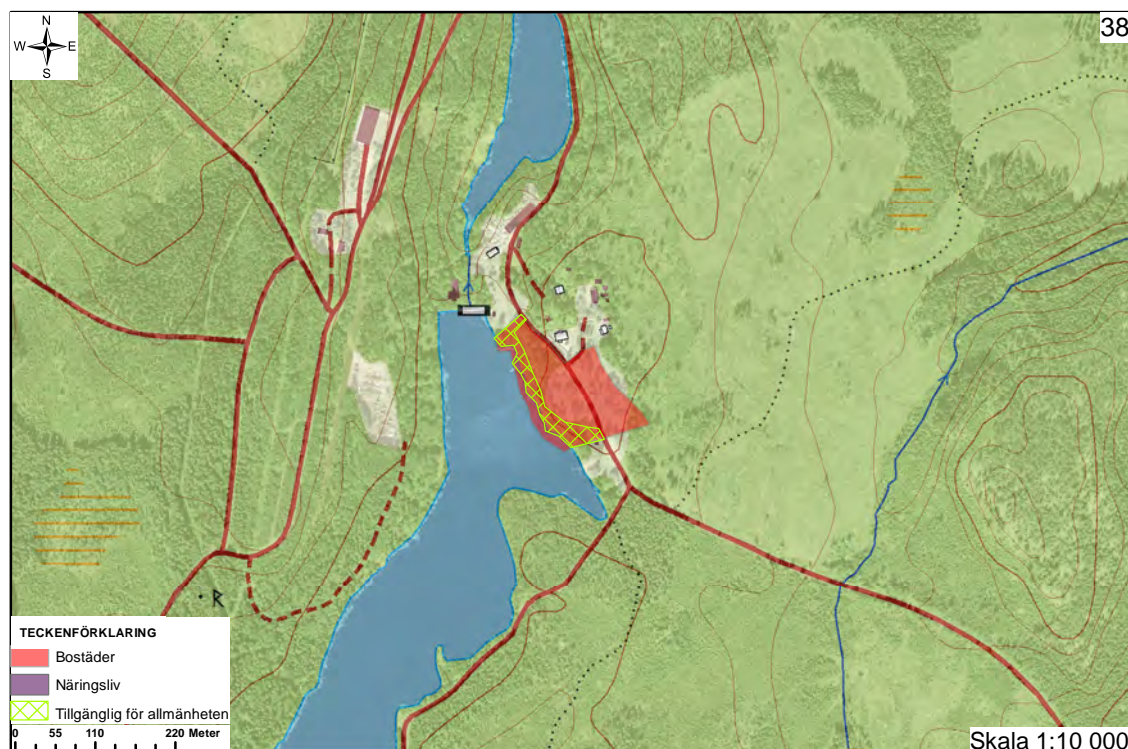 N
W E
S
38
R
TECKENFÖRKLARING
Bostäder
Näringsliv
Tillgänglig för allmänheten
0 55 110 220 Meter
Skala 1:10 000